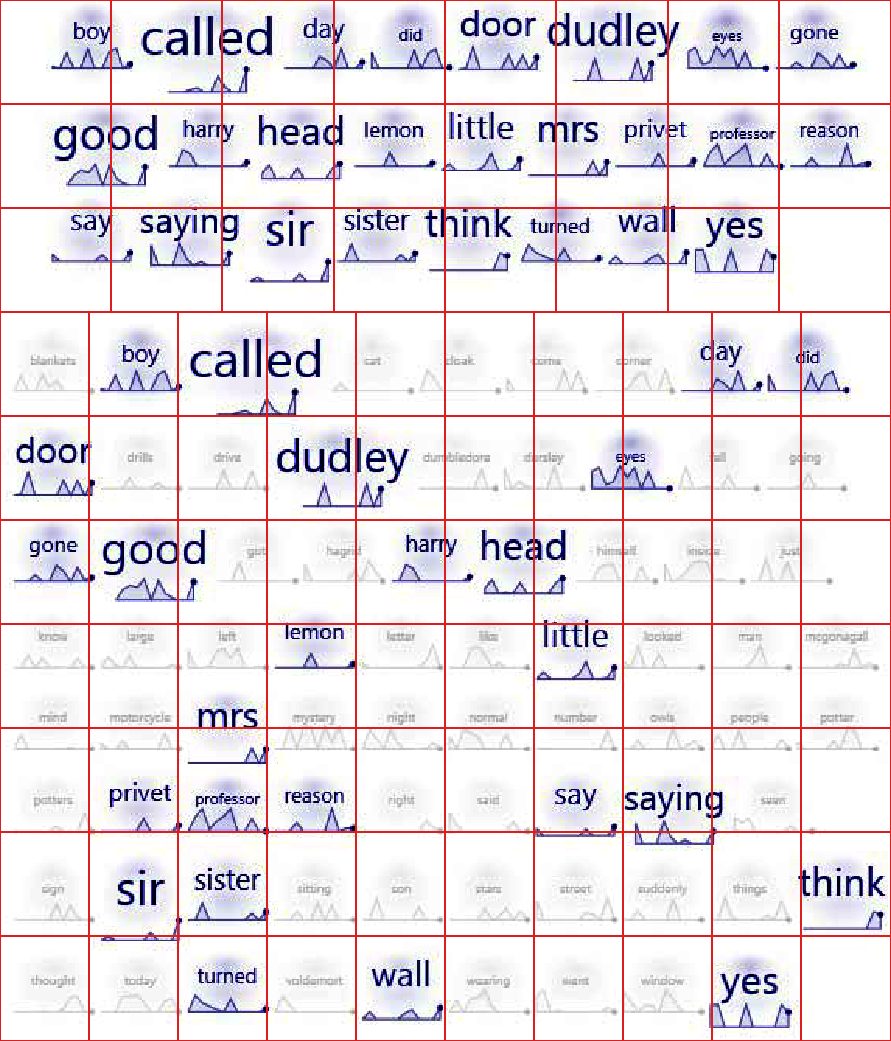 boy called day did door dudley eyes gone
good harry head lemon little mrs privet professor reason
say saying sir sister think turned wall yes
blankets boy called cat cloak come corner day did
door drills drive dudley dumbledore dursley eyes fall going
gone good got hagrid harry head himself inside just
know large left lemon letter like little looked man mcgonagall
mind motorcycle mrs mystery night normal number owls people potter
potters privet professor reason right said say saying seen
sign sir sister sitting son stars street suddenly things think
thought today turned voldemort wall wearing went window yes